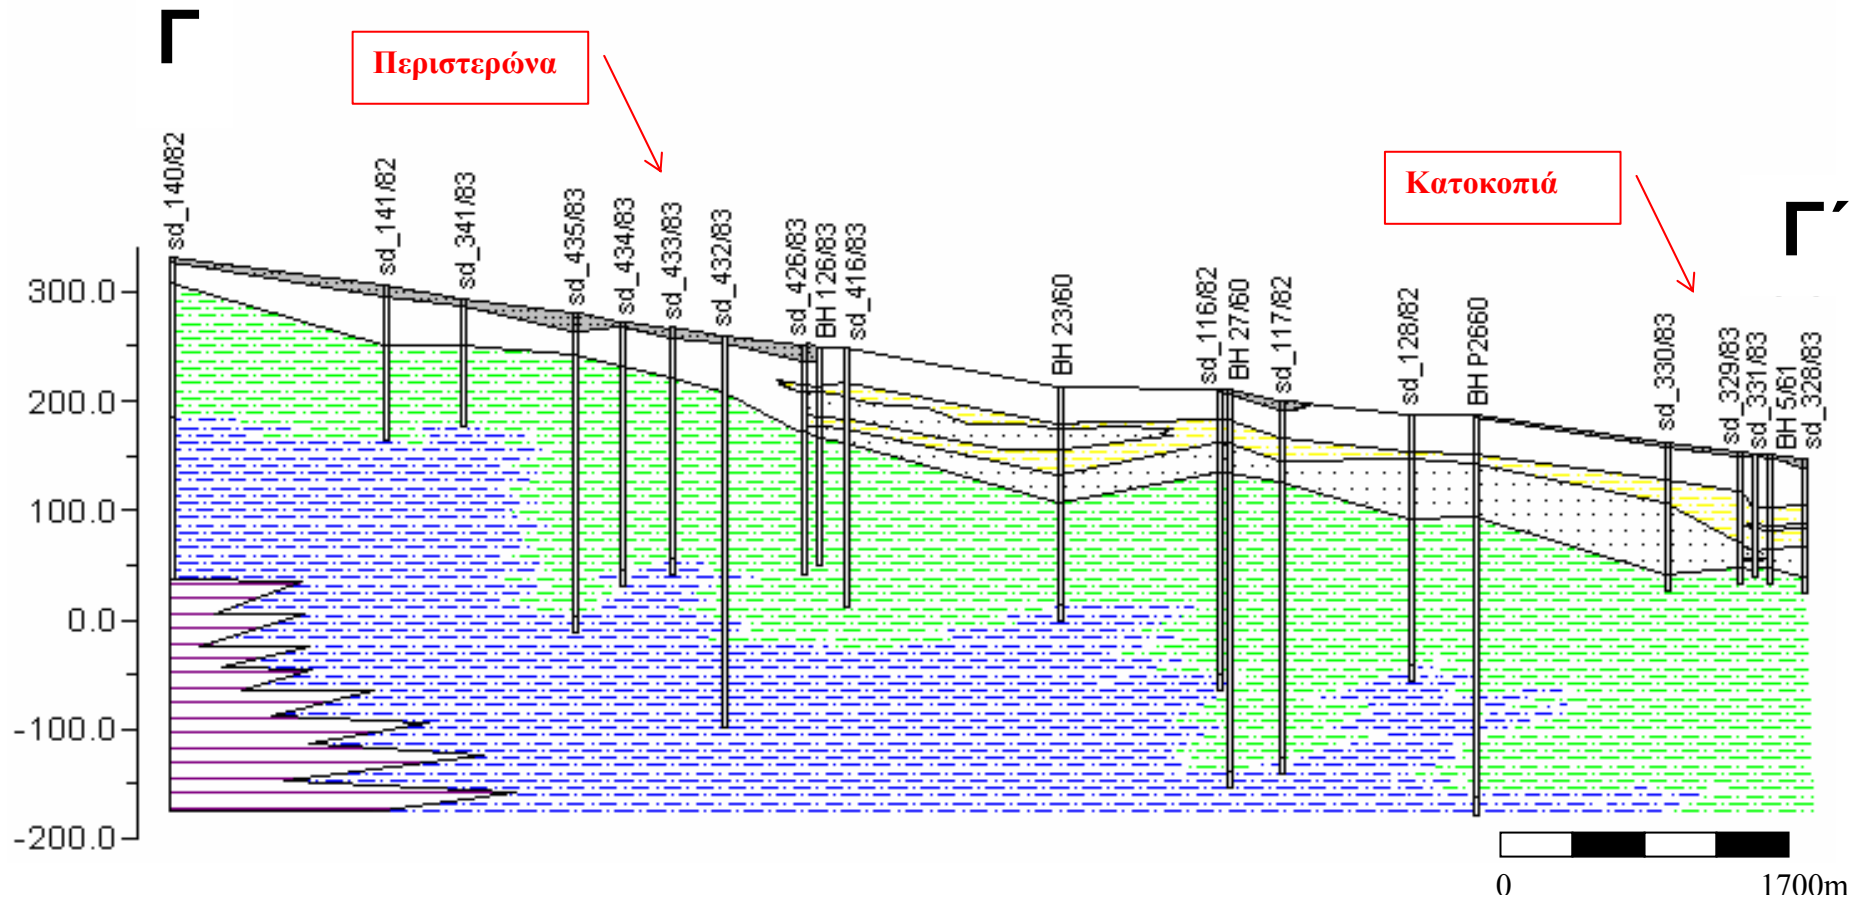 Γ
Περιστερώνα
Κατοκοπιά
Γ´
sd_140/82
sd_141/82
sd_341/83
sd_435/83
sd_434/83
sd_433/83
sd_432/83
sd_426/83
BH 126/83
sd_416/83
BH 23/60
sd_116/82
BH 27/60
sd_117/82
sd_128/82
BH P2660
sd_330/83
sd_329/83
sd_331/83
BH 5/61
sd_328/83
300.0
200.0
100.0
0.0
-100.0
-200.0
0 1700m